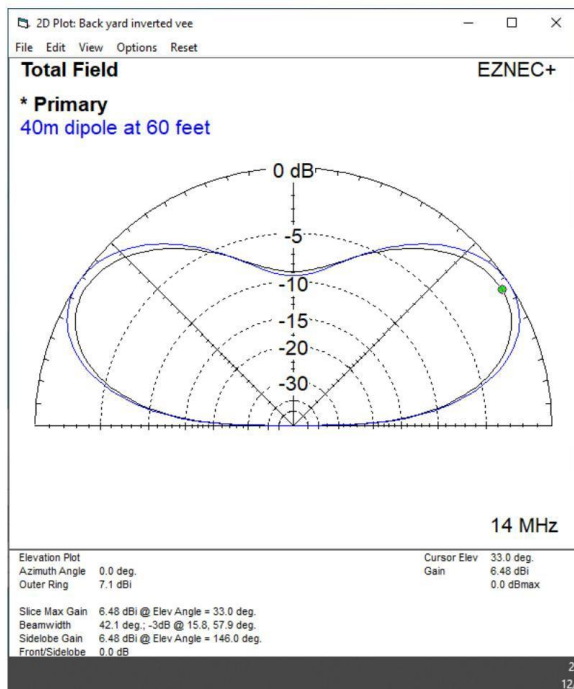 2D Plot: Back yard inverted vee
File Edit View Options Reset
Total Field EZNEC+
* Primary
40m dipole at 60 feet
0 dB
-5
-10
-15
-20
-30
14 MHz
Elevation Plot Cursor Elev 33.0 deg.
Azimuth Angle 0.0 deg. Gain 6.48 dBi
Outer Ring 7.1 dBi 0.0 dBmax
Slice Max Gain 6.48 dBi @ Elev Angle = 33.0 deg.
Beamwidth 42.1 deg.; -3dB @ 15.8, 57.9 deg.
Sidelobe Gain 6.48 dBi @ Elev Angle = 146.0 deg.
Front/Sidelobe 0.0 dB
2
12